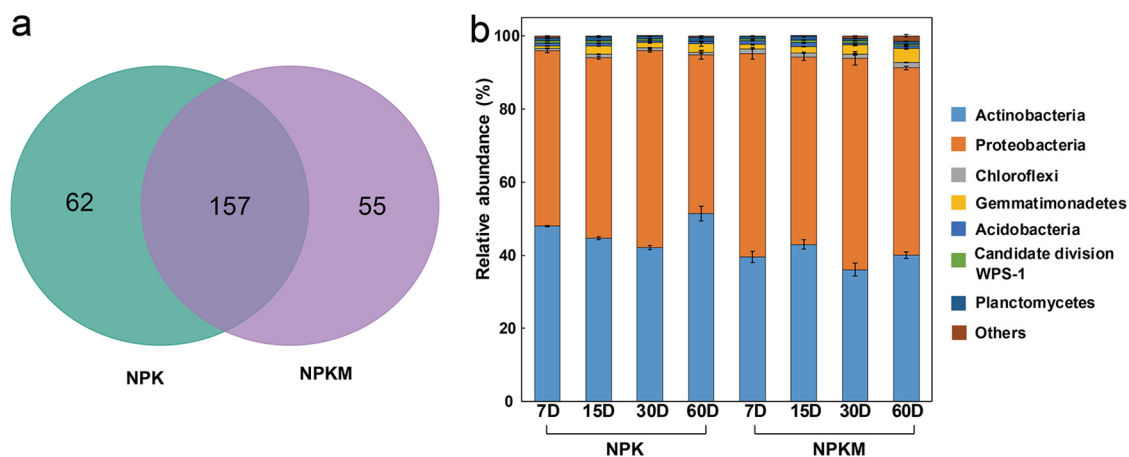 a
62
157
55
NPK
NPKM
b
Relative abundance (%)
100
80
60
40
20
0
7D 15D 30D 60D 7D 15D 30D 60D
NPK NPKM
Actinobacteria
Proteobacteria
Chloroflexi
Gemmatimonadetes
Acidobacteria
Candidate division
WPS-1
Planctomycetes
Others